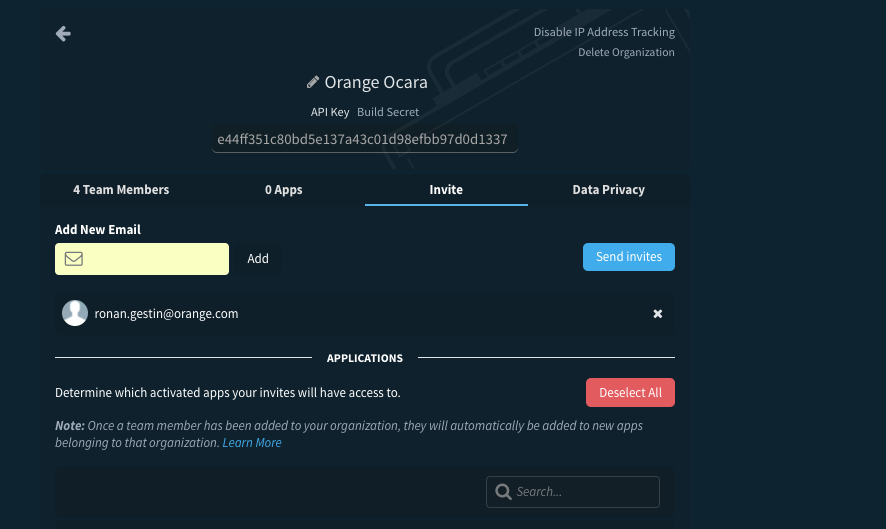 Disable IP Address Tracking
Delete Organization
Orange Ocara
API Key Build Secret
e44ff351c80bd5e137a43c01d98efbb97d0d1337
4 Team Members 0 Apps Invite Data Privacy
Add New Email
Add Send invites
ronan.gestin@orange.com
APPLICATIONS
Determine which activated apps your invites will have access to. Deselect All
Note: Once a team member has been added to your organization, they will automatically be added to new apps
belonging to that organization. Learn More
Search...